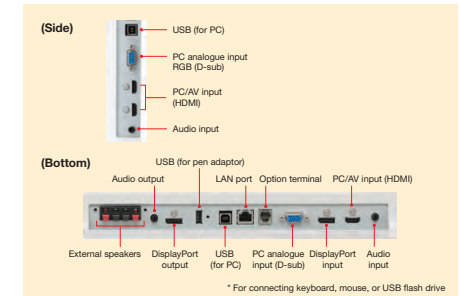 (Side)
USB (for PC)
PC analogue input
RGB (D-sub)
PC/AV input
(HDMI)
Audio input
(Bottom)
USB (for pen adaptor)
Audio output
LAN port
Option terminal
PC/AV input (HDMI)
*
External speakers
DisplayPort
output
USB
(for PC)
PC analogue
input (D-sub)
DisplayPort
input
Audio
input
* For connecting keyboard, mouse, or USB flash drive